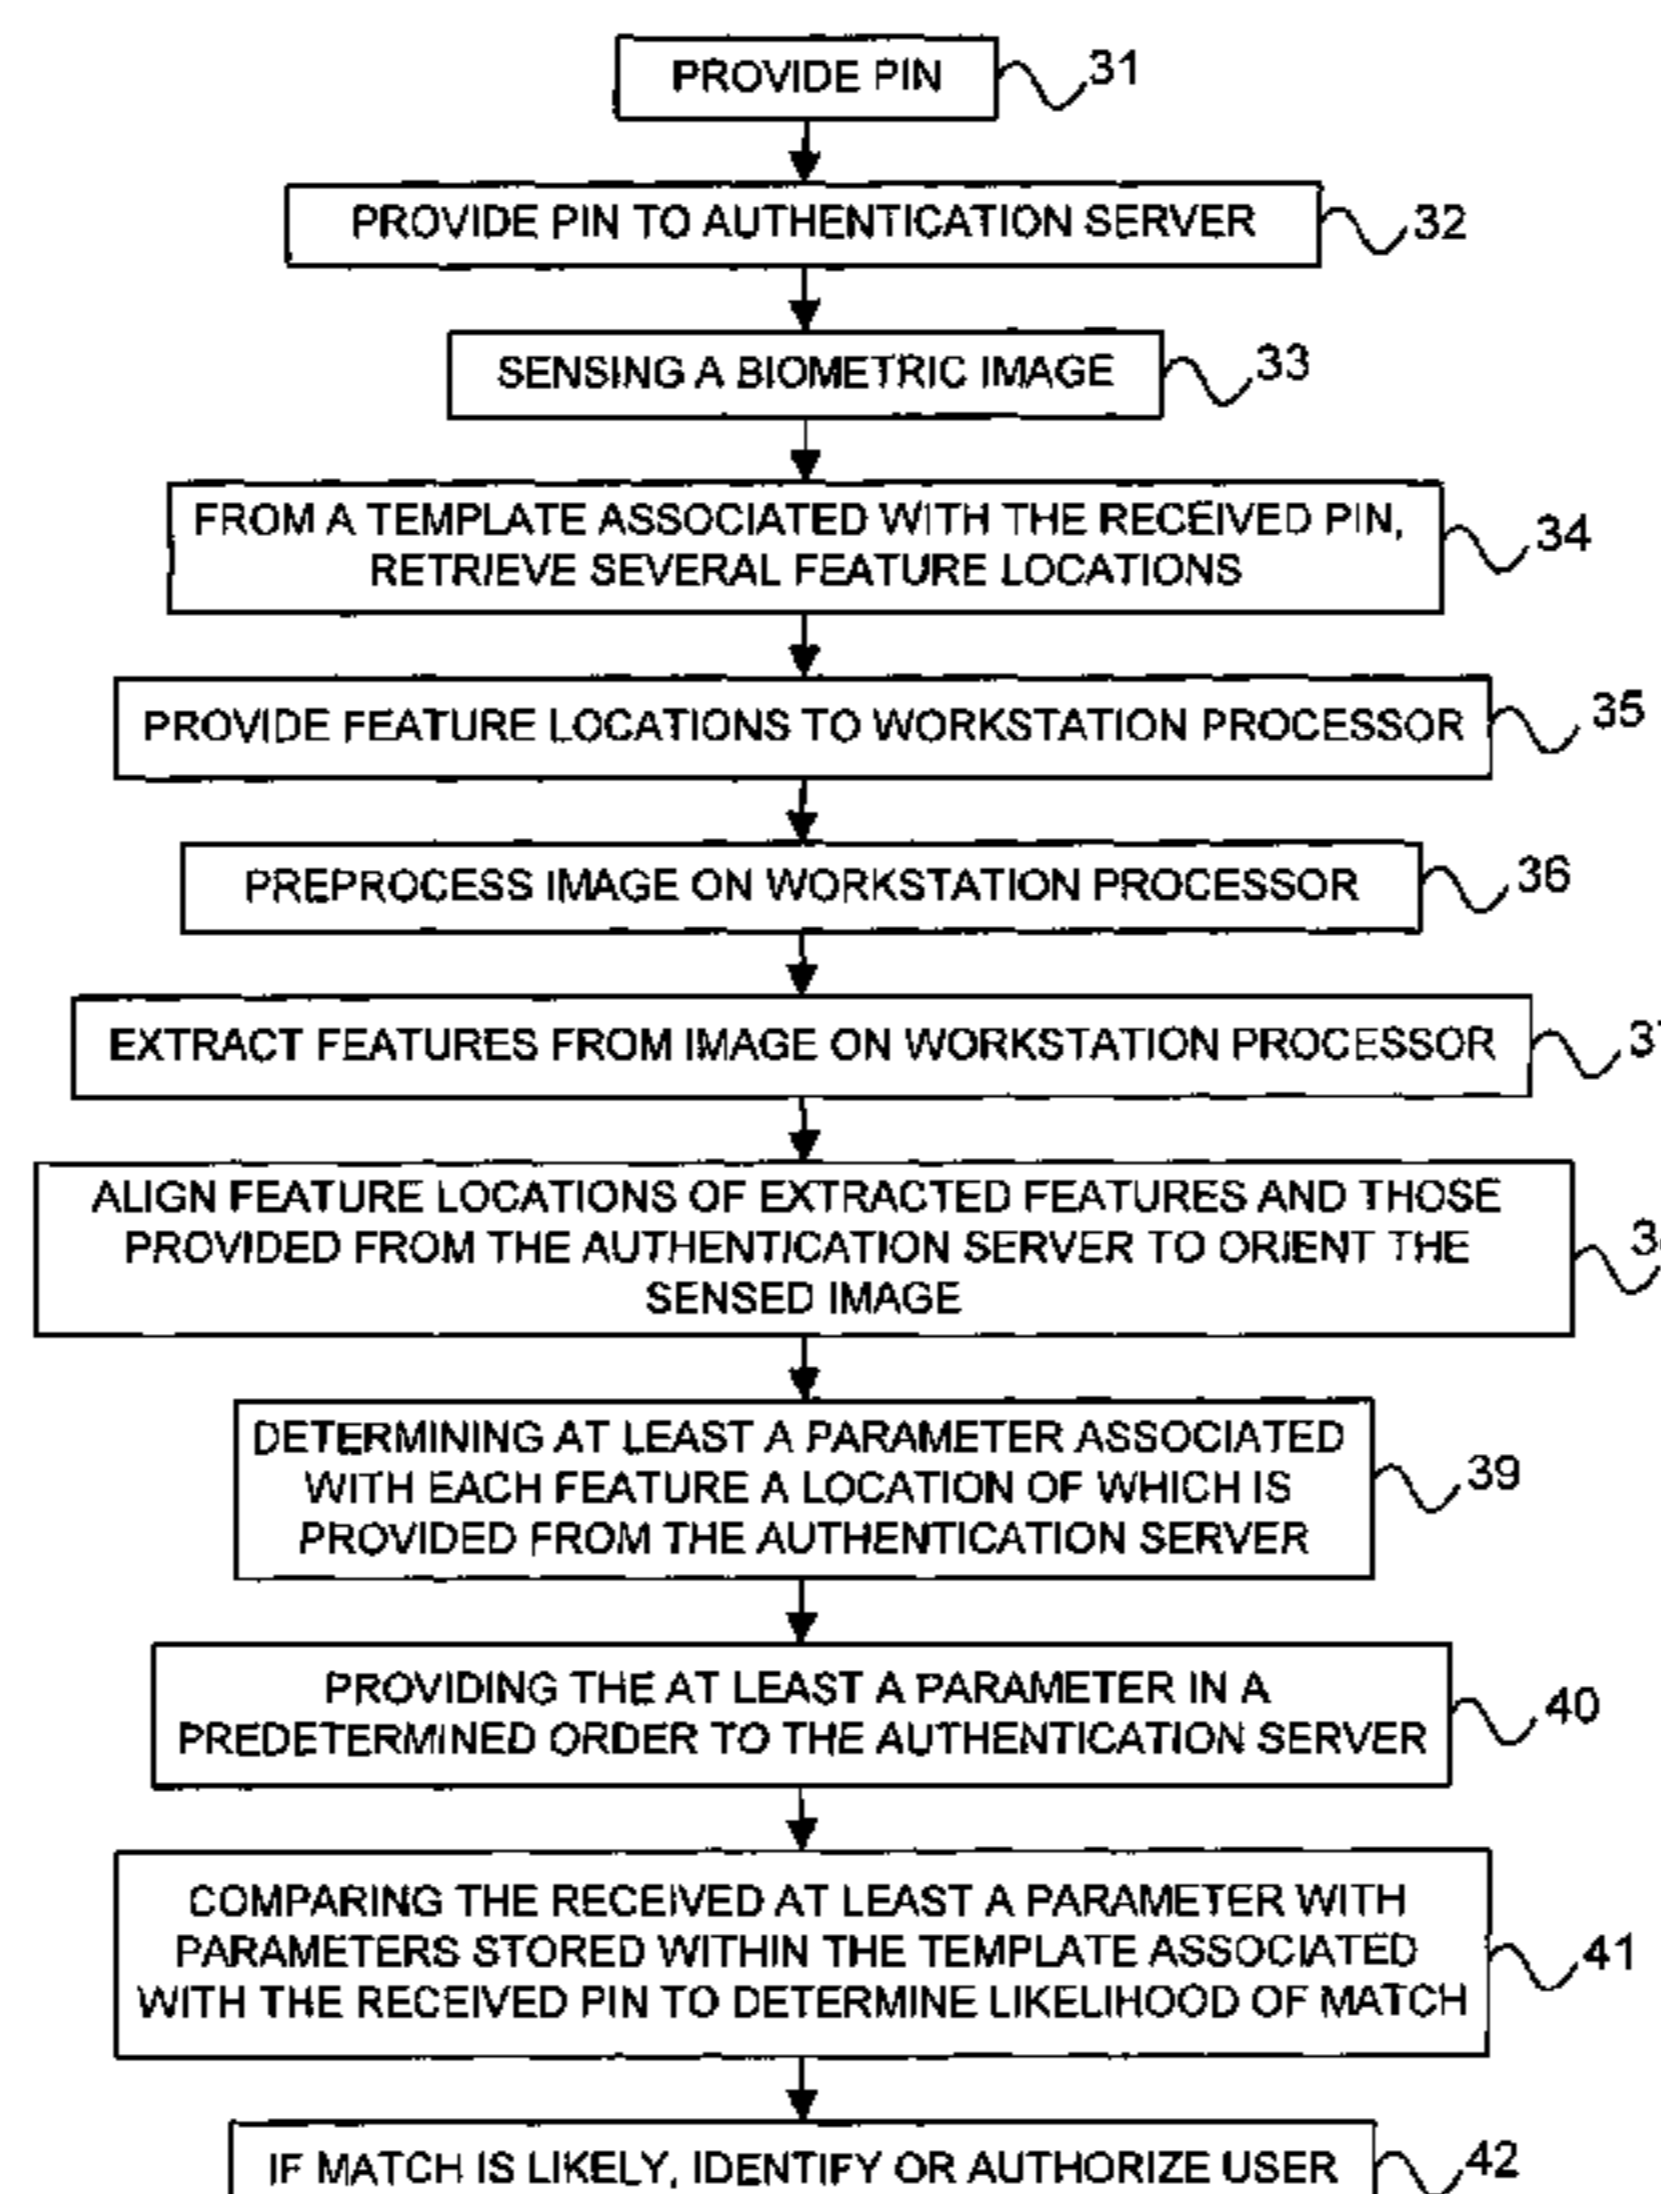 PROVIDE PIN
31
PROVIDE PIN TO AUTHENTICATION SERVER
32
SENSING A BIOMETRIC IMAGE
33
FROM A TEMPLATE ASSOCIATED WITH THE RECEIVED PIN,
RETRIEVE SEVERAL FEATURE LOCATIONS
34
PROVIDE FEATURE LOCATIONS TO WORKSTATION PROCESSOR
35
PREPROCESS IMAGE ON WORKSTATION PROCESSOR
36
EXTRACT FEATURES FROM IMAGE ON WORKSTATION PROCESSOR
ALIGN FEATURE LOCATIONS OF EXTRACTED FEATURES AND THOSE
PROVIDED FROM THE AUTHENTICATION SERVER TO ORIENT THE
SENSED IMAGE
DETERMINING AT LEAST A PARAMETER ASSOCIATED
WITH EACH FEATURE A LOCATION OF WHICH IS
PROVIDED FROM THE AUTHENTICATION SERVER
39
PROVIDING THE AT LEAST A PARAMETER IN A
PREDETERMINED ORDER TO THE AUTHENTICATION SERVER
40
COMPARING THE RECEIVED AT LEAST A PARAMETER WITH
PARAMETERS STORED WITHIN THE TEMPLATE ASSOCIATED
WITH THE RECEIVED PIN TO DETERMINE LIKELIHOOD OF MATCH
41
IF MATCH IS LIKELY, IDENTIFY OR AUTHORIZE USER
42